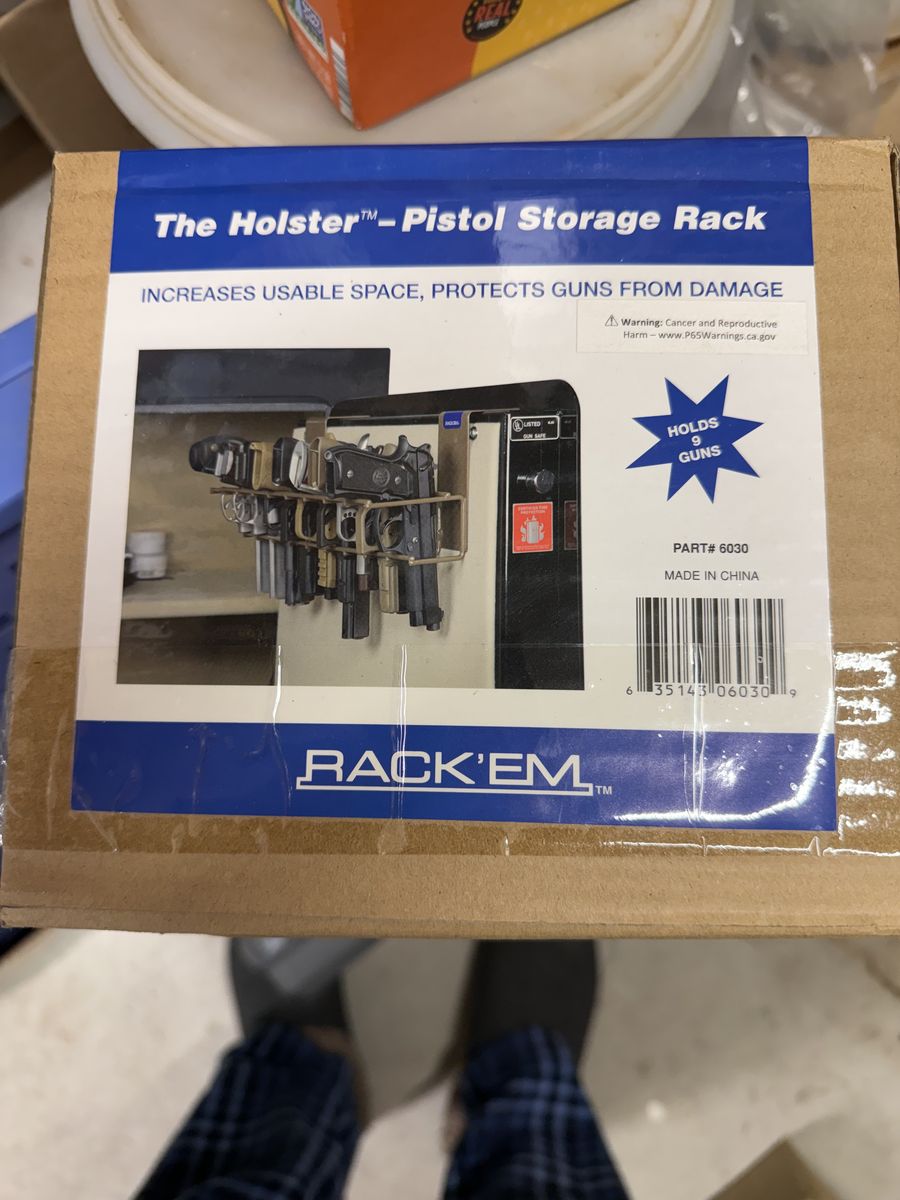 REAL
The Holster™–Pistol Storage Rack
INCREASES USABLE SPACE, PROTECTS GUNS FROM DAMAGE
⚠ Warning: Cancer and Reproductive
Harm – www.P65Warnings.ca.gov
UL LISTED
GUN SAFE
HOLDS
9
GUNS
PART# 6030
MADE IN CHINA
6 35143 06030 9
RACK'EM™